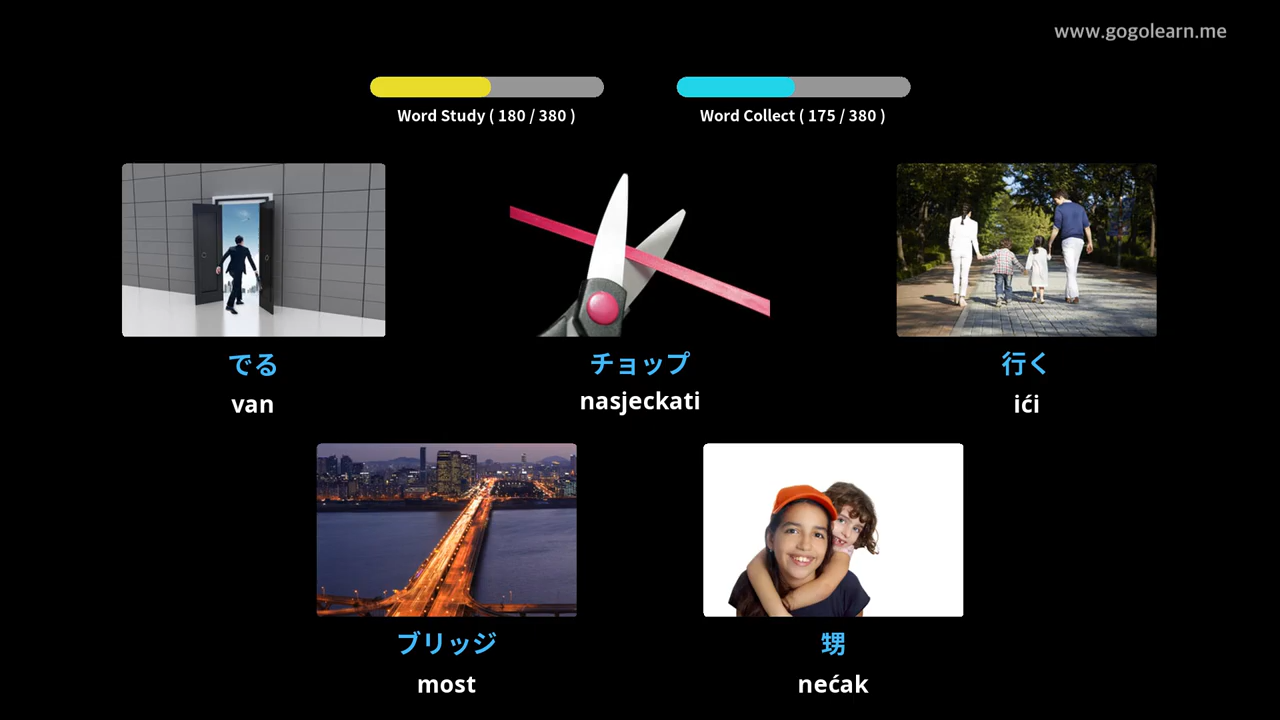 www.gogolearn.me
Word Study ( 180 / 380 )
Word Collect ( 175 / 380 )
でる
van
チョップ
nasjeckati
行く
ići
ブリッジ
most
甥
nećak